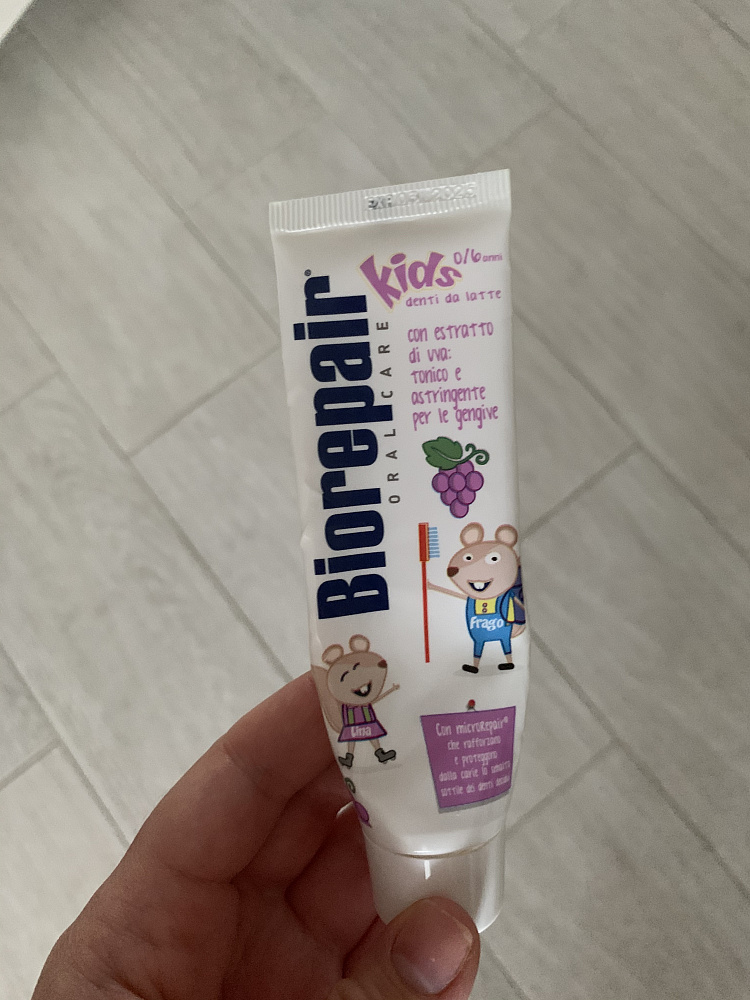 Biorepair®
ORAL CARE
kids 0/6 anni
denti da latte
con estratto
di uva:
tonico e
astringente
per le gengive
Frago
Una
Con microRepair®
che rafforzano
e proteggono
dalla carie lo smalto
sottile dei denti decidui